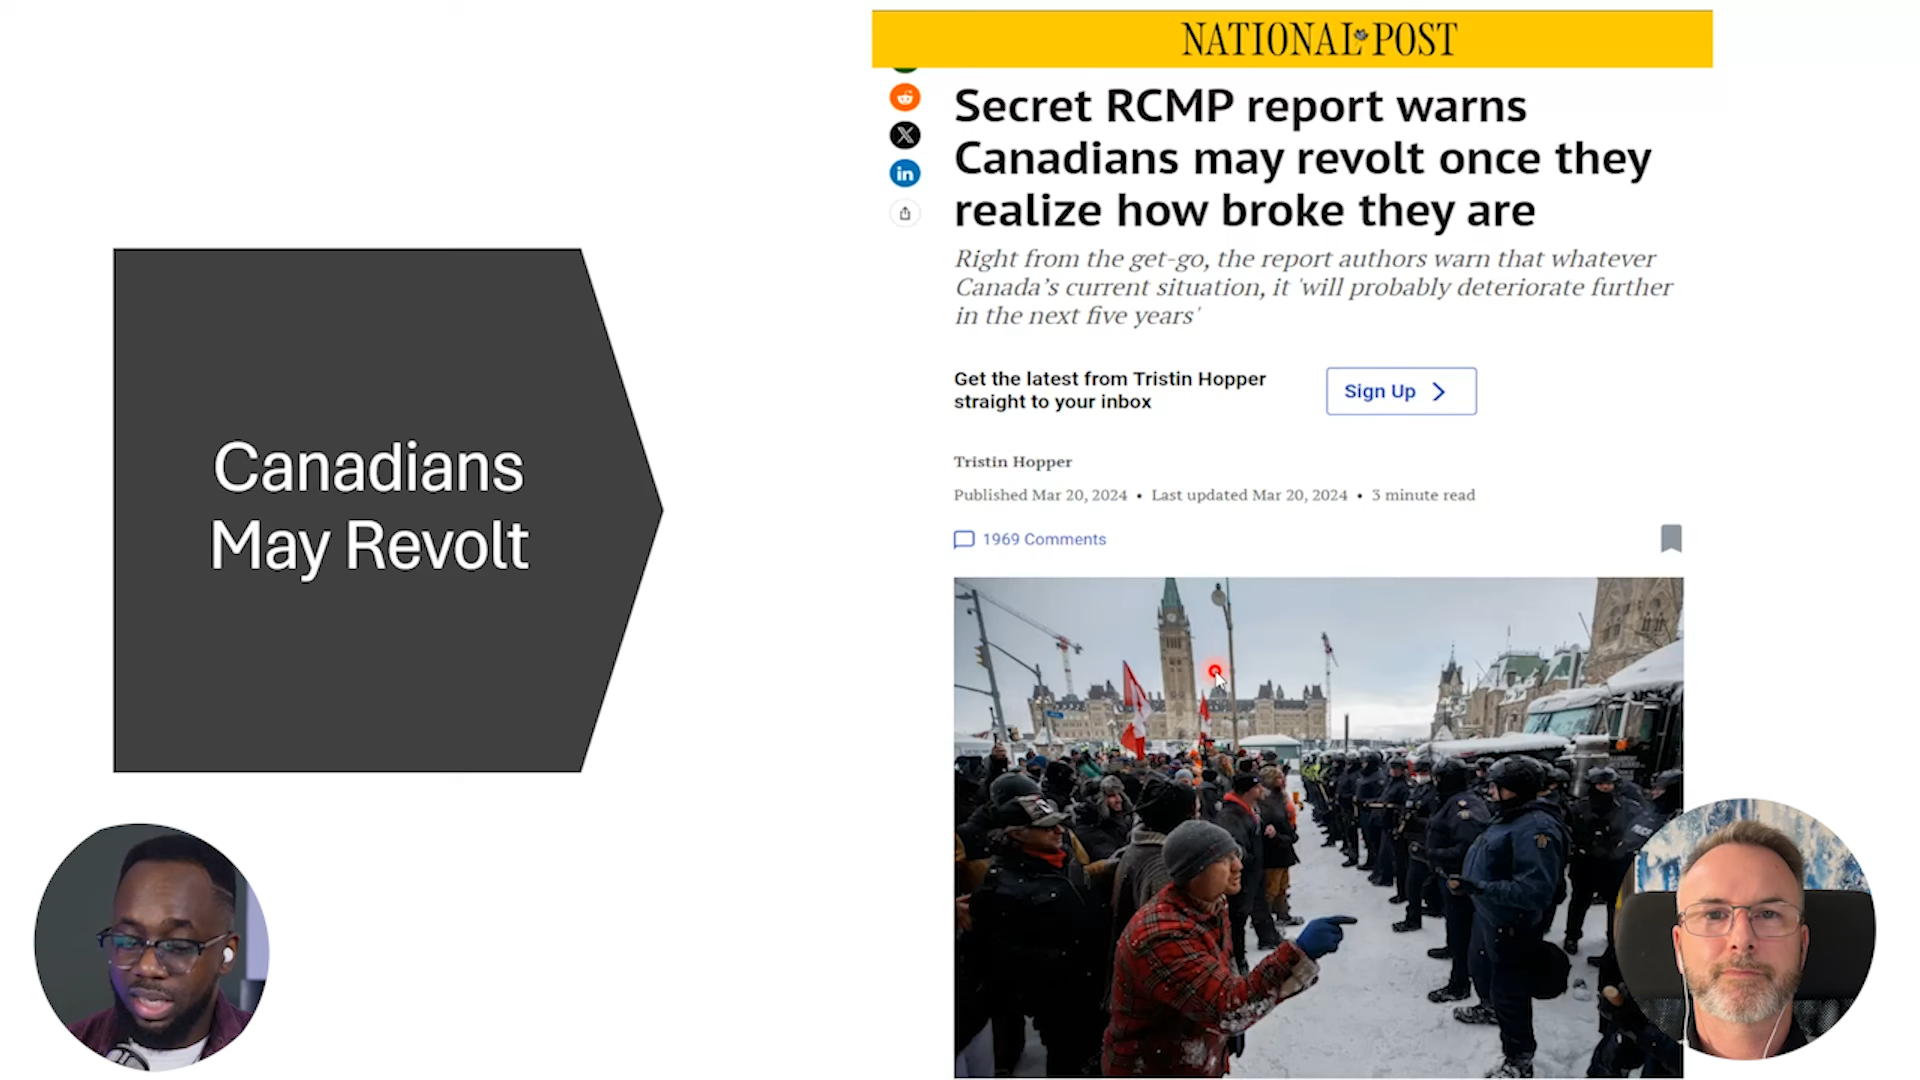 NATIONAL POST
Secret RCMP report warns
Canadians may revolt once they
realize how broke they are
Right from the get-go, the report authors warn that whatever
Canada's current situation, it 'will probably deteriorate further
in the next five years'
Get the latest from Tristin Hopper
straight to your inbox
Sign Up
Tristin Hopper
Published Mar 20, 2024 • Last updated Mar 20, 2024 • 3 minute read
1969 Comments
Canadians
May Revolt